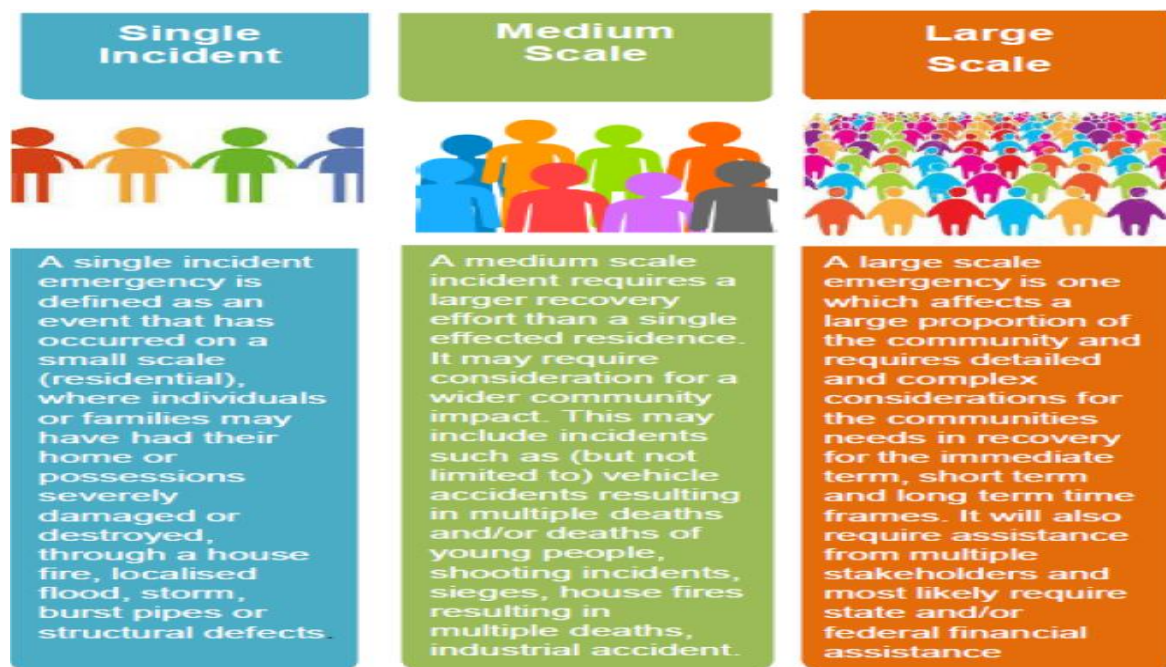 Single
Incident
A single incident
emergency is
defined as an
event that has
occurred on a
small scale
(residential),
where individuals
or families may
have had their
home or
possessions
severely
damaged or
destroyed,
through a house
fire, localised
flood, storm,
burst pipes or
structural defects.
Medium
Scale
A medium scale
incident requires a
larger recovery
effort than a single
effected residence.
It may require
consideration for a
wider community
impact. This may
include incidents
such as (but not
limited to) vehicle
accidents resulting
in multiple deaths
and/or deaths of
young people,
shooting incidents,
sieges, house fires
resulting in
multiple deaths,
industrial accident.
Large
Scale
A large scale
emergency is one
which affects a
large proportion of
the community and
requires detailed
and complex
considerations for
the communities
needs in recovery
for the immediate
term, short term
and long term time
frames. It will also
require assistance
from multiple
stakeholders and
most likely require
state and/or
federal financial
assistance